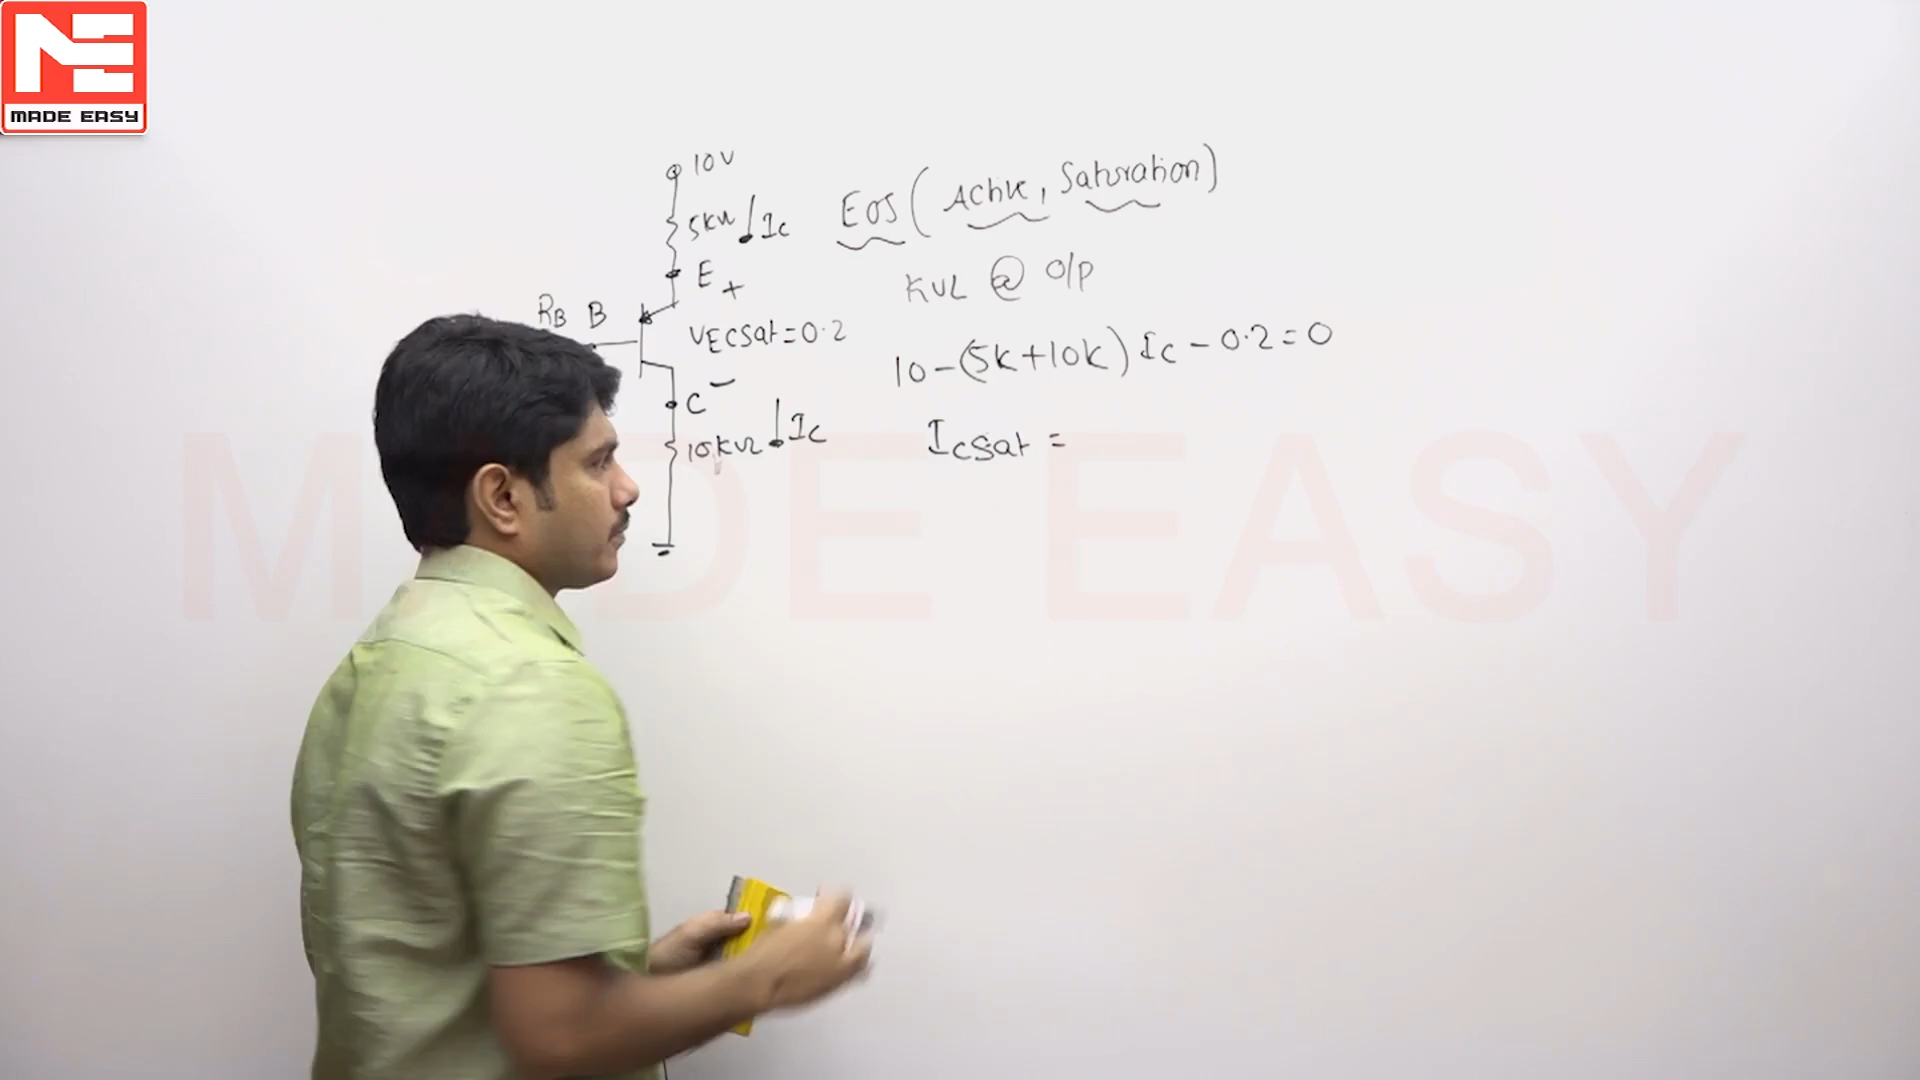 MADE EASY
10V
5KΩ Ic
E +
RB B
VECSat=0.2
C -
10KΩ Ic
EOS (Active, Saturation)
KVL @ O/P
10-(5K+10K) Ic - 0.2=0
ICSat =
MADE EASY